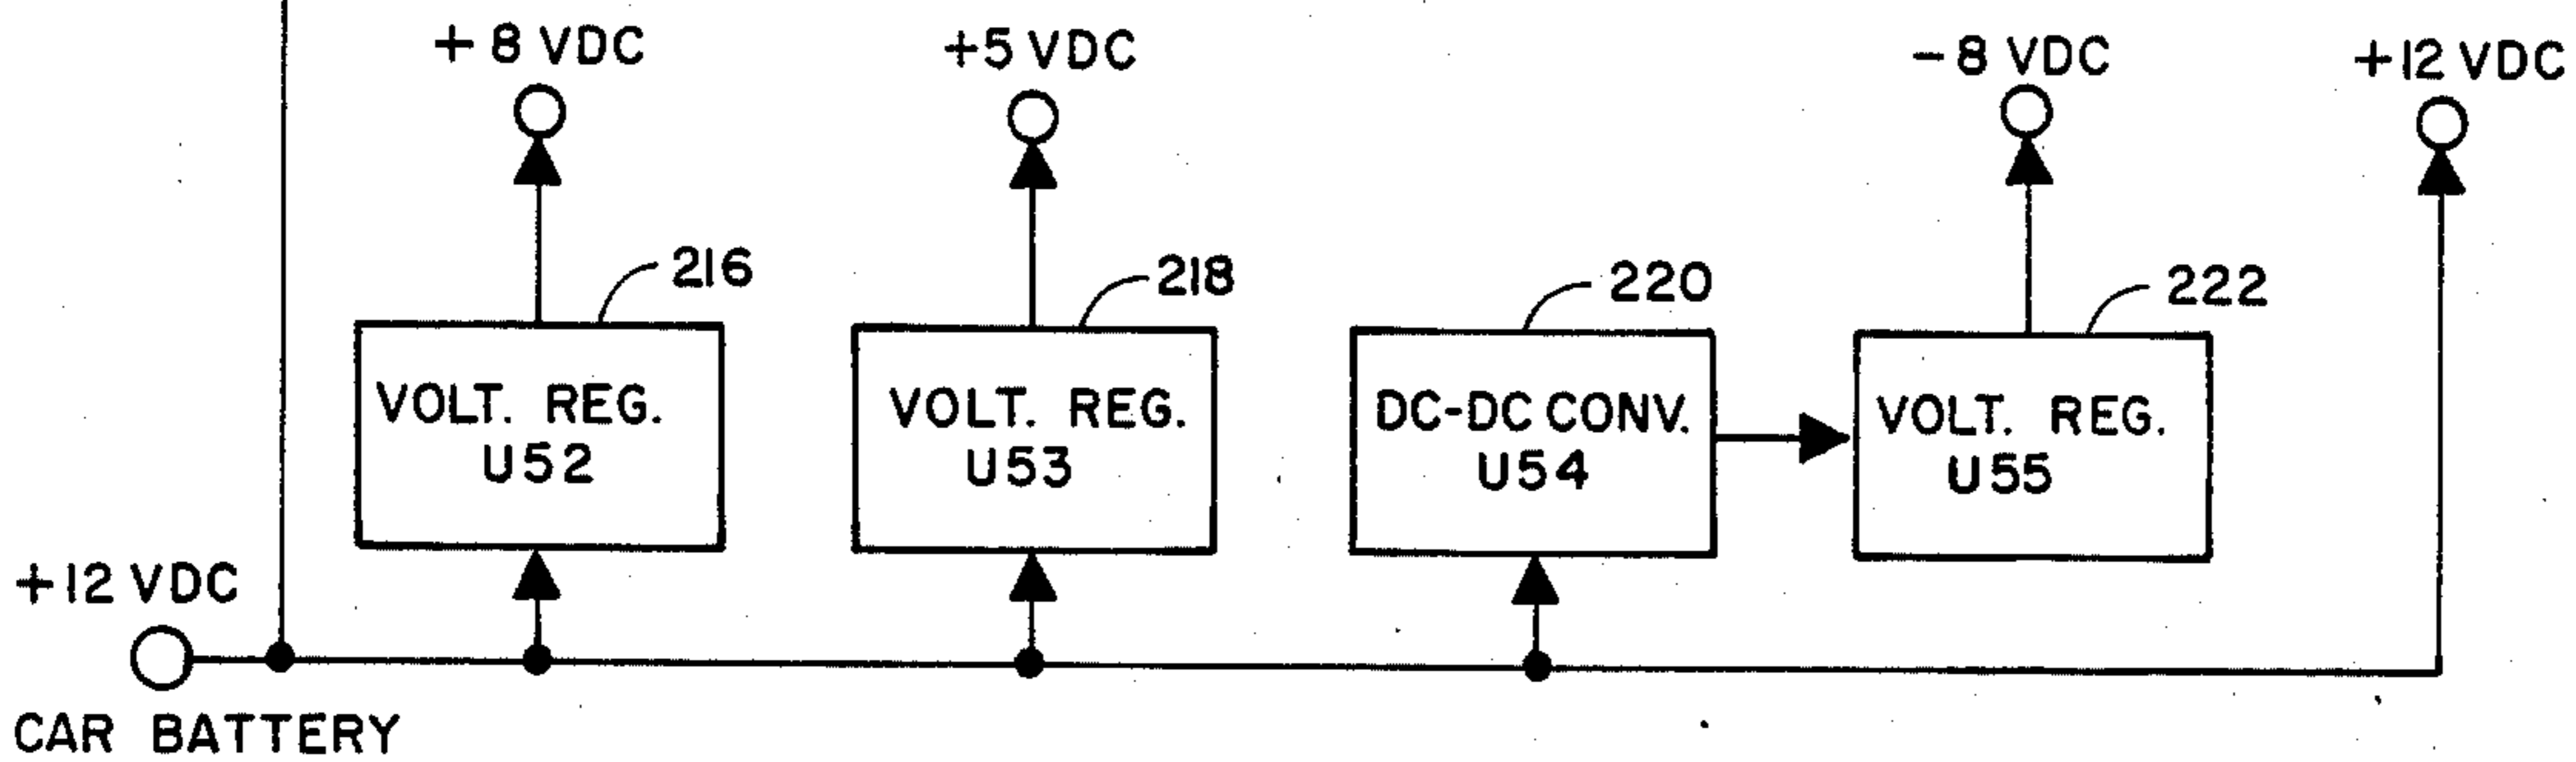 +8 VDC
+5 VDC
-8 VDC
+12 VDC
216
218
220
222
VOLT. REG.
U52
VOLT. REG.
U53
DC-DC CONV.
U54
VOLT. REG.
U55
+12 VDC
CAR BATTERY